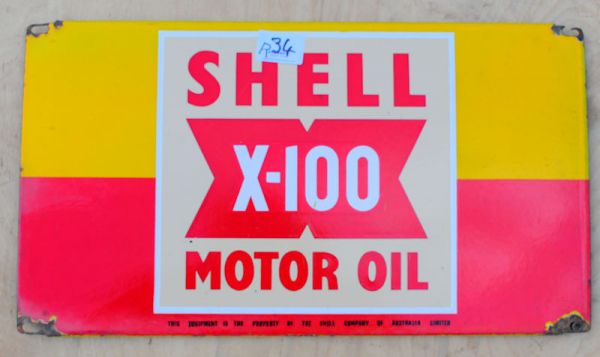 R34
SHELL
X-100
MOTOR OIL
THIS EQUIPMENT IS THE PROPERTY OF THE SHELL COMPANY OF AUSTRALIA LIMITED